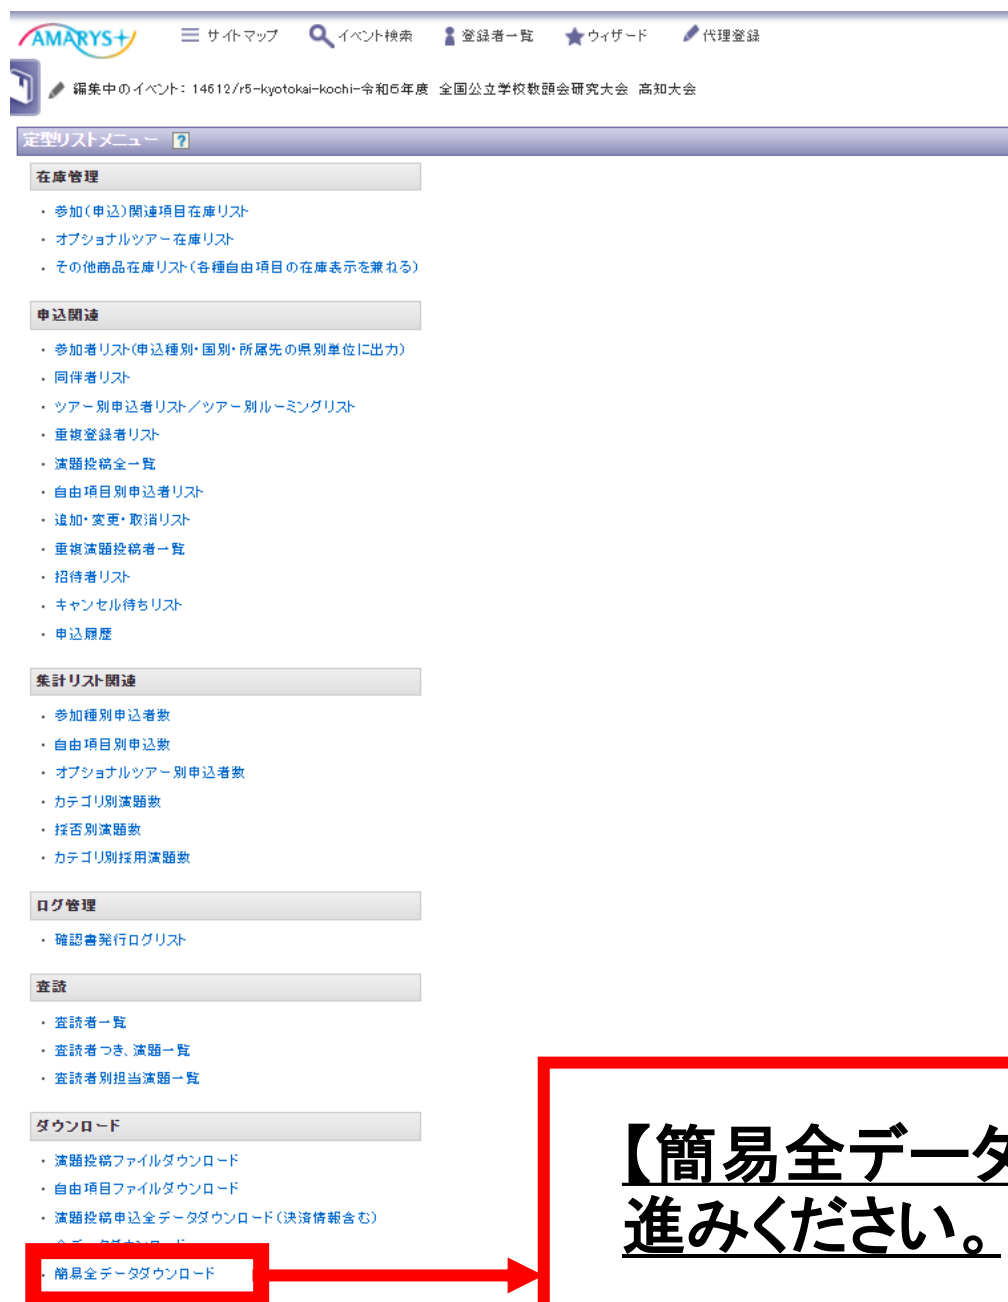 AMARYS+ サイトマップ イベント検索 登録者一覧 ウィザード 代理登録
編集中のイベント: 14612/r5-kyotokai-kochi-令和5年度 全国公立学校教頭会研究大会 高知大会
定型リストメニュー ?
在庫管理
・参加(申込)関連項目在庫リスト
・オプショナルツアー在庫リスト
・その他商品在庫リスト(各種自由項目の在庫表示を兼ねる)
申込関連
・参加者リスト(申込種別・国別・所属先の県別単位に出力)
・同伴者リスト
・ツアー別申込者リスト/ツアー別ルーミングリスト
・重複登録者リスト
・演題投稿全一覧
・自由項目別申込者リスト
・追加・変更・取消リスト
・重複演題投稿者一覧
・招待者リスト
・キャンセル待ちリスト
・申込履歴
集計リスト関連
・参加種別申込者数
・自由項目別申込数
・オプショナルツアー別申込者数
・カテゴリ別演題数
・採否別演題数
・カテゴリ別採用演題数
ログ管理
・確認書発行ログリスト
査読
・査読者一覧
・査読者つき、演題一覧
・査読者別担当演題一覧
ダウンロード
・演題投稿ファイルダウンロード
・自由項目ファイルダウンロード
・演題投稿申込全データダウンロード(決済情報含む)
・全データダウンロード
・簡易全データダウンロード
【簡易全データ
進みください。